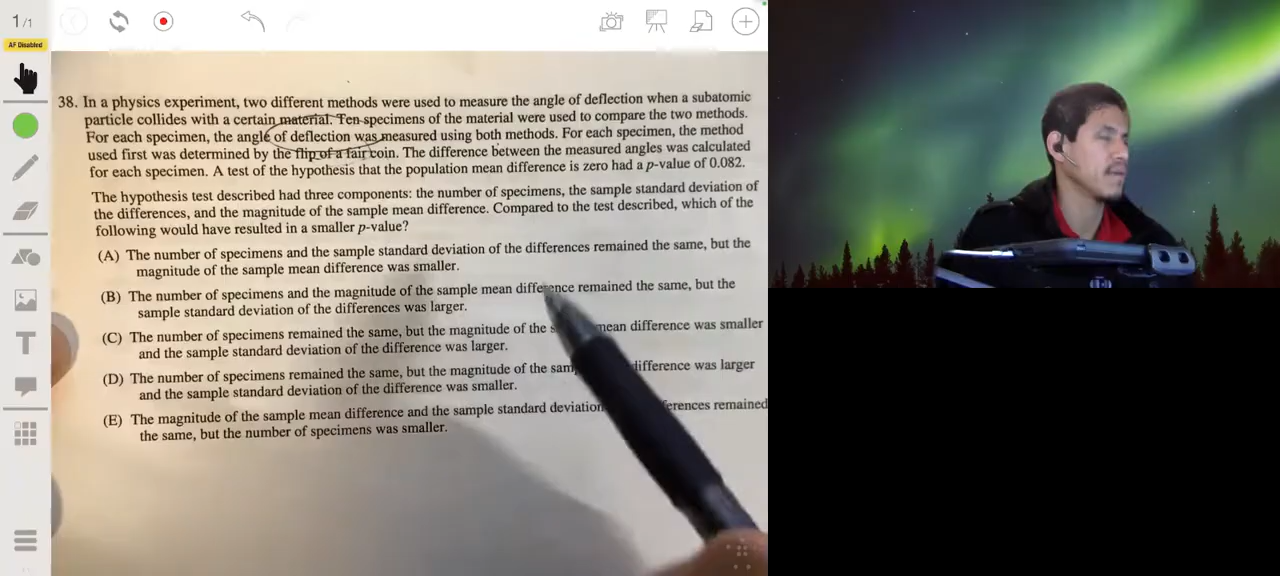 1/1
AF Disabled
38. In a physics experiment, two different methods were used to measure the angle of deflection when a subatomic
particle collides with a certain material. Ten specimens of the material were used to compare the two methods.
For each specimen, the angle of deflection was measured using both methods. For each specimen, the method
used first was determined by the flip of a fair coin. The difference between the measured angles was calculated
for each specimen. A test of the hypothesis that the population mean difference is zero had a p-value of 0.082.
The hypothesis test described had three components: the number of specimens, the sample standard deviation of
the differences, and the magnitude of the sample mean difference. Compared to the test described, which of the
following would have resulted in a smaller p-value?
(A) The number of specimens and the sample standard deviation of the differences remained the same, but the
magnitude of the sample mean difference was smaller.
(B) The number of specimens and the magnitude of the sample mean difference remained the same, but the
sample standard deviation of the differences was larger.
(C) The number of specimens remained the same, but the magnitude of the mean difference was smaller
and the sample standard deviation of the difference was larger.
(D) The number of specimens remained the same, but the magnitude of the difference was larger
and the sample standard deviation of the difference was smaller.
(E) The magnitude of the sample mean difference and the sample standard deviation remained
the same, but the number of specimens was smaller.
T